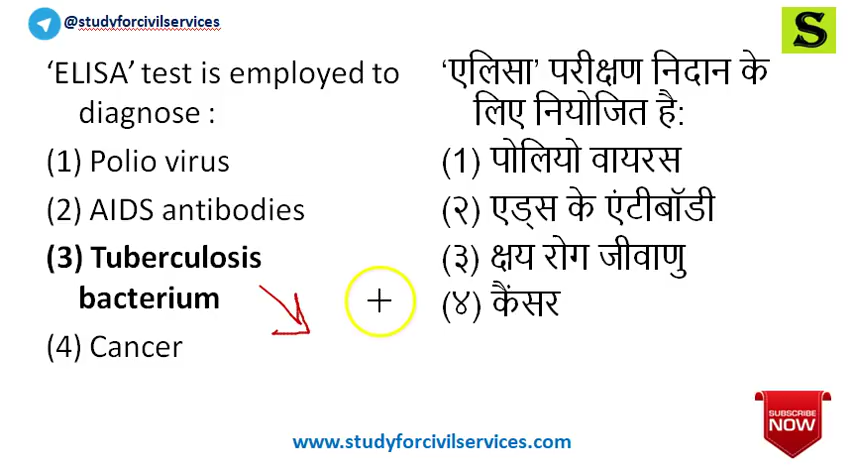 @studyforcivilservices
S
‘ELISA’ test is employed to
diagnose :
(1) Polio virus
(2) AIDS antibodies
(3) Tuberculosis
bacterium
(4) Cancer
‘एलिसा’ परीक्षण निदान के
लिए नियोजित है:
(1) पोलियो वायरस
(२) एड्स के एंटीबॉडी
(३) क्षय रोग जीवाणु
(४) कैंसर
SUBSCRIBE
NOW
www.studyforcivilservices.com